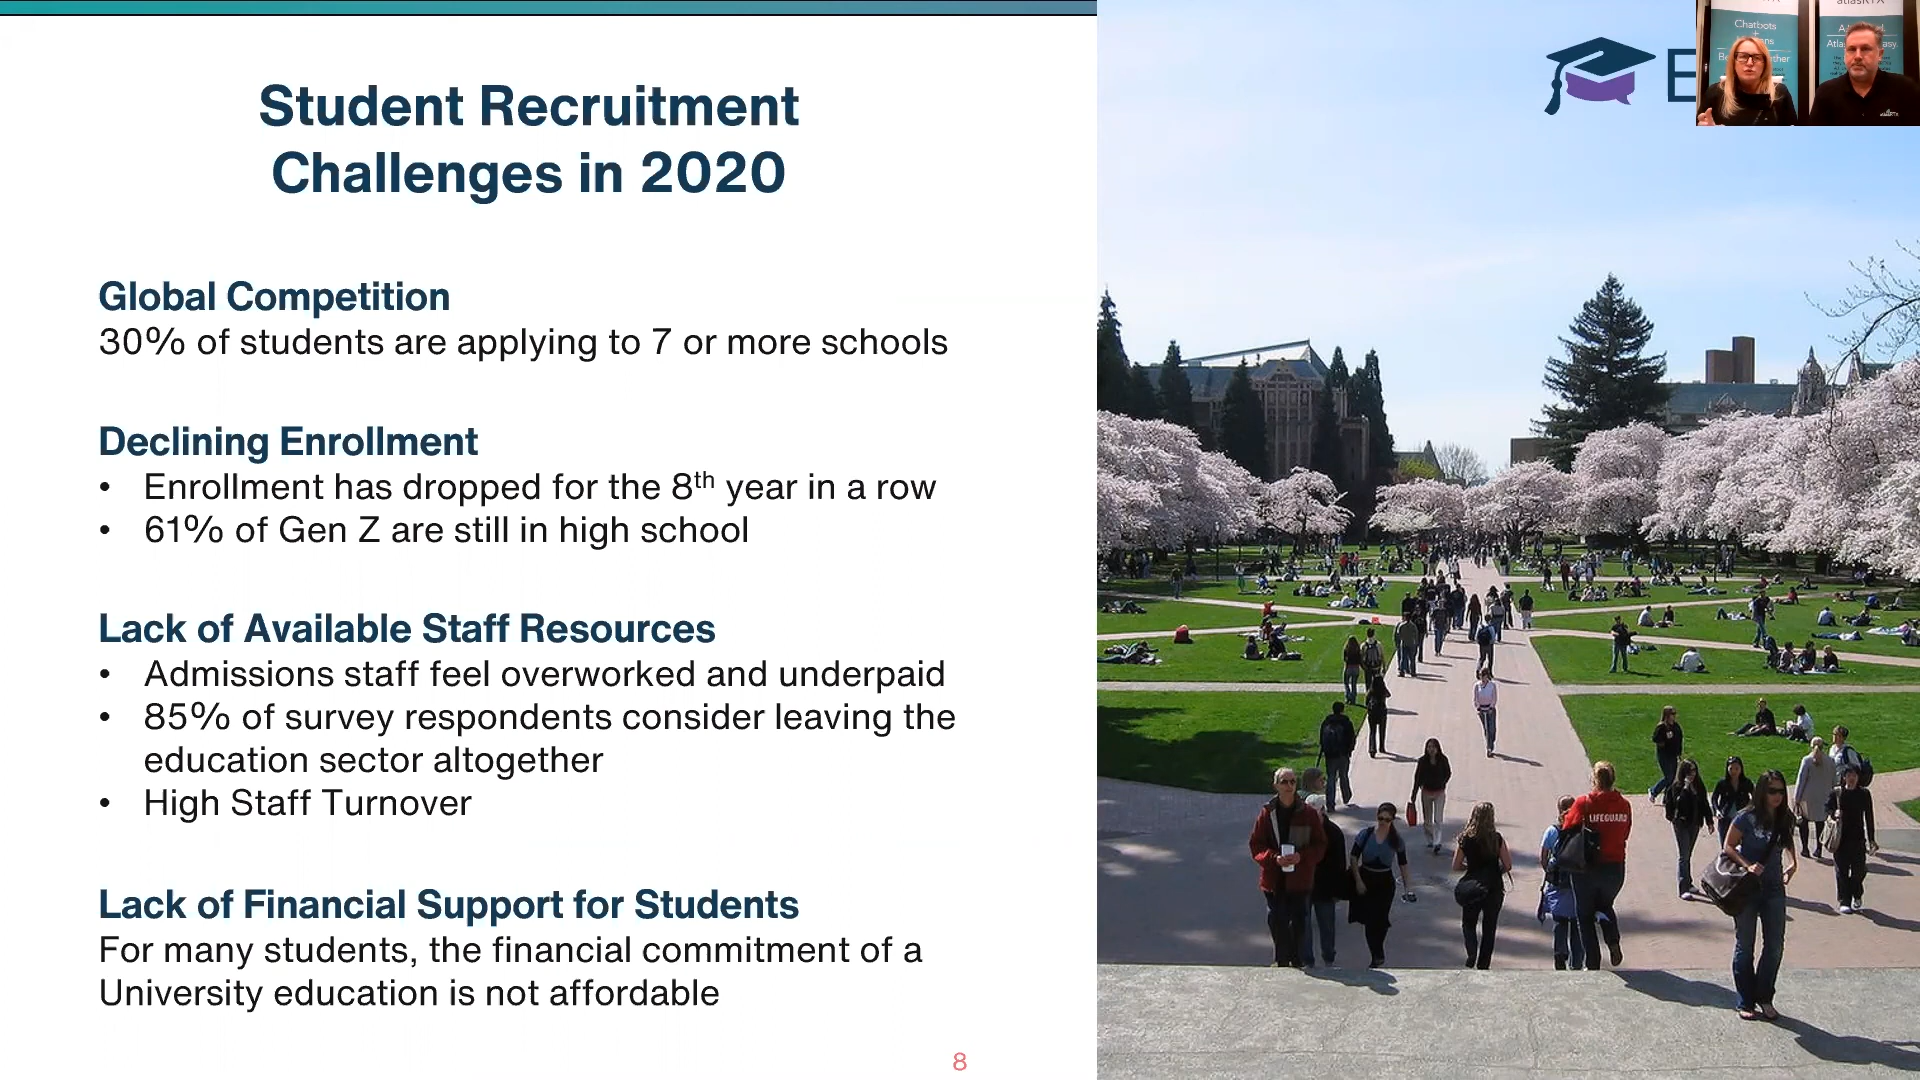 Student Recruitment
Challenges in 2020
Global Competition
30% of students are applying to 7 or more schools
Declining Enrollment
• Enrollment has dropped for the 8th year in a row
• 61% of Gen Z are still in high school
Lack of Available Staff Resources
• Admissions staff feel overworked and underpaid
• 85% of survey respondents consider leaving the
education sector altogether
• High Staff Turnover
Lack of Financial Support for Students
For many students, the financial commitment of a
University education is not affordable
8
Chatbots
+
LIFEGUARD